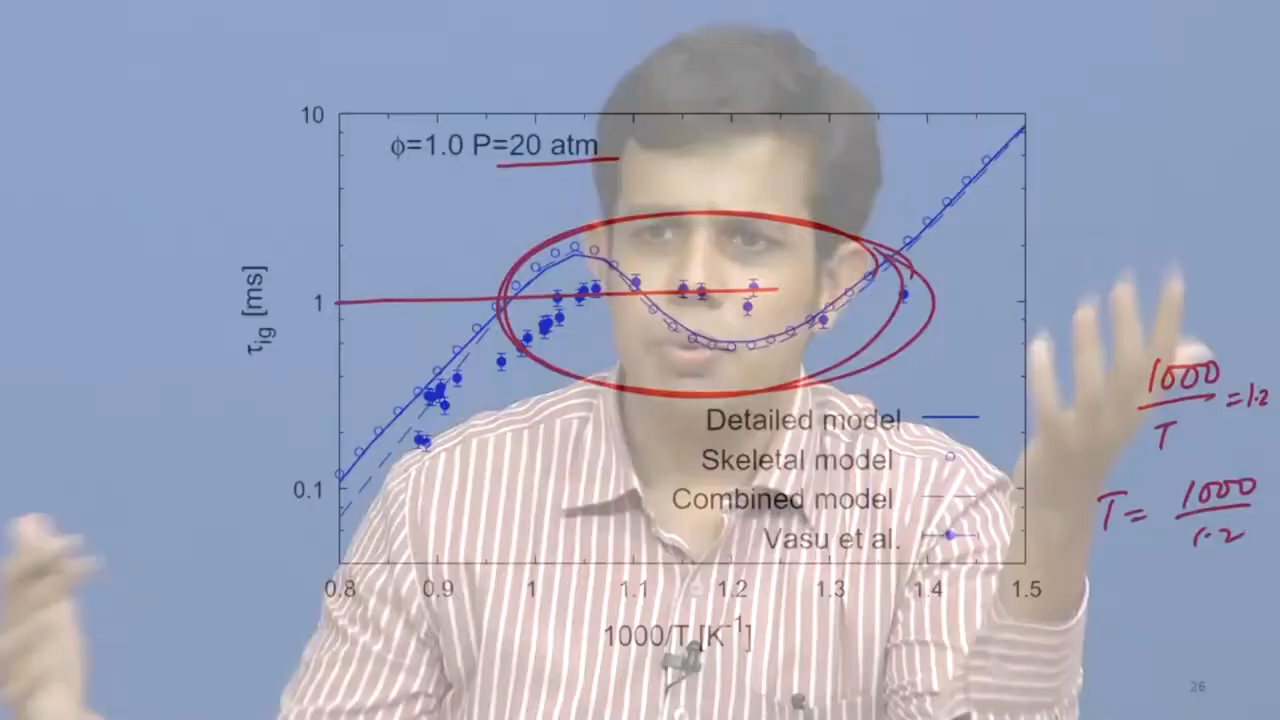 10
ϕ=1.0 P=20 atm
1
0.1
τig [ms]
Detailed model
Skeletal model
Combined model
Vasu et al.
0.8 0.9 1 1.1 1.2 1.3 1.4 1.5
1000/T [K-1]
1000/T =1.2
T= 1000/1.2
26